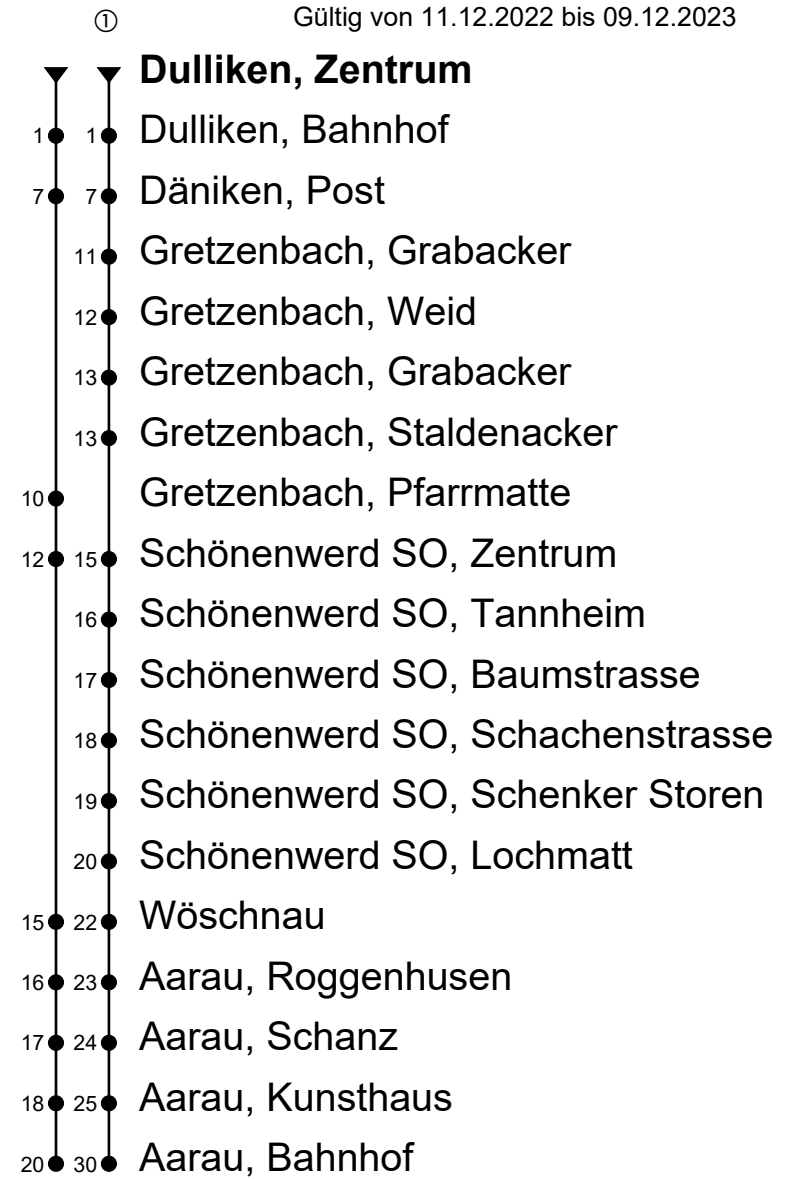 ① Gültig von 11.12.2022 bis 09.12.2023
Dulliken, Zentrum
1 1 Dulliken, Bahnhof
7 7 Däniken, Post
11 Gretzenbach, Grabacker
12 Gretzenbach, Weid
13 Gretzenbach, Grabacker
13 Gretzenbach, Staldenacker
10 Gretzenbach, Pfarrmatte
12 15 Schönenwerd SO, Zentrum
16 Schönenwerd SO, Tannheim
17 Schönenwerd SO, Baumstrasse
18 Schönenwerd SO, Schachenstrasse
19 Schönenwerd SO, Schenker Storen
20 Schönenwerd SO, Lochmatt
15 22 Wöschnau
16 23 Aarau, Roggenhusen
17 24 Aarau, Schanz
18 25 Aarau, Kunsthaus
20 30 Aarau, Bahnhof